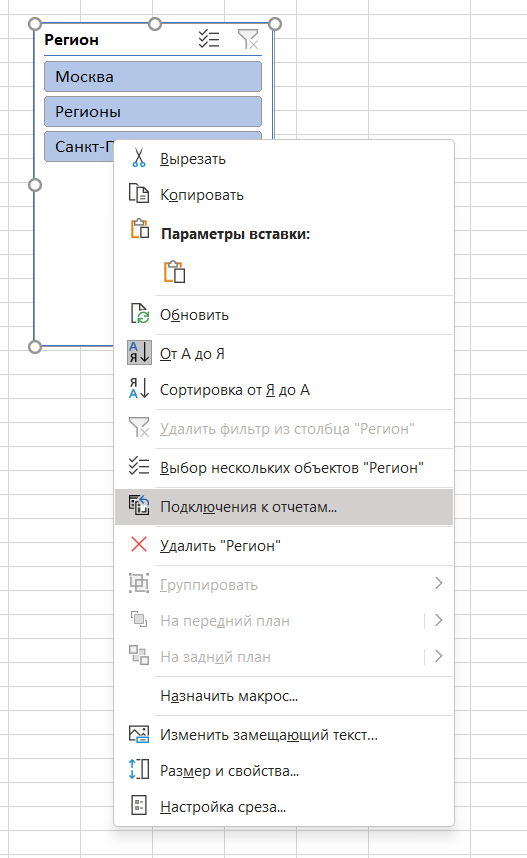 Регион
Москва
Регионы
Санкт-П
Вырезать
Копировать
Параметры вставки:
Обновить
От А до Я
Сортировка от Я до А
Удалить фильтр из столбца "Регион"
Выбор нескольких объектов "Регион"
Подключения к отчетам...
Удалить "Регион"
Группировать
На передний план
На задний план
Назначить макрос...
Изменить замещающий текст...
Размер и свойства...
Настройка среза...